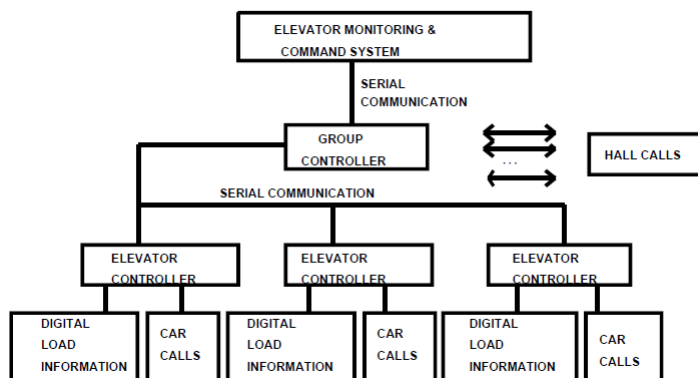 ELEVATOR MONITORING &
COMMAND SYSTEM
SERIAL
COMMUNICATION
GROUP
CONTROLLER
...
HALL CALLS
SERIAL COMMUNICATION
ELEVATOR
CONTROLLER
ELEVATOR
CONTROLLER
ELEVATOR
CONTROLLER
DIGITAL
LOAD
INFORMATION
CAR
CALLS
DIGITAL
LOAD
INFORMATION
CAR
CALLS
DIGITAL
LOAD
INFORMATION
CAR
CALLS